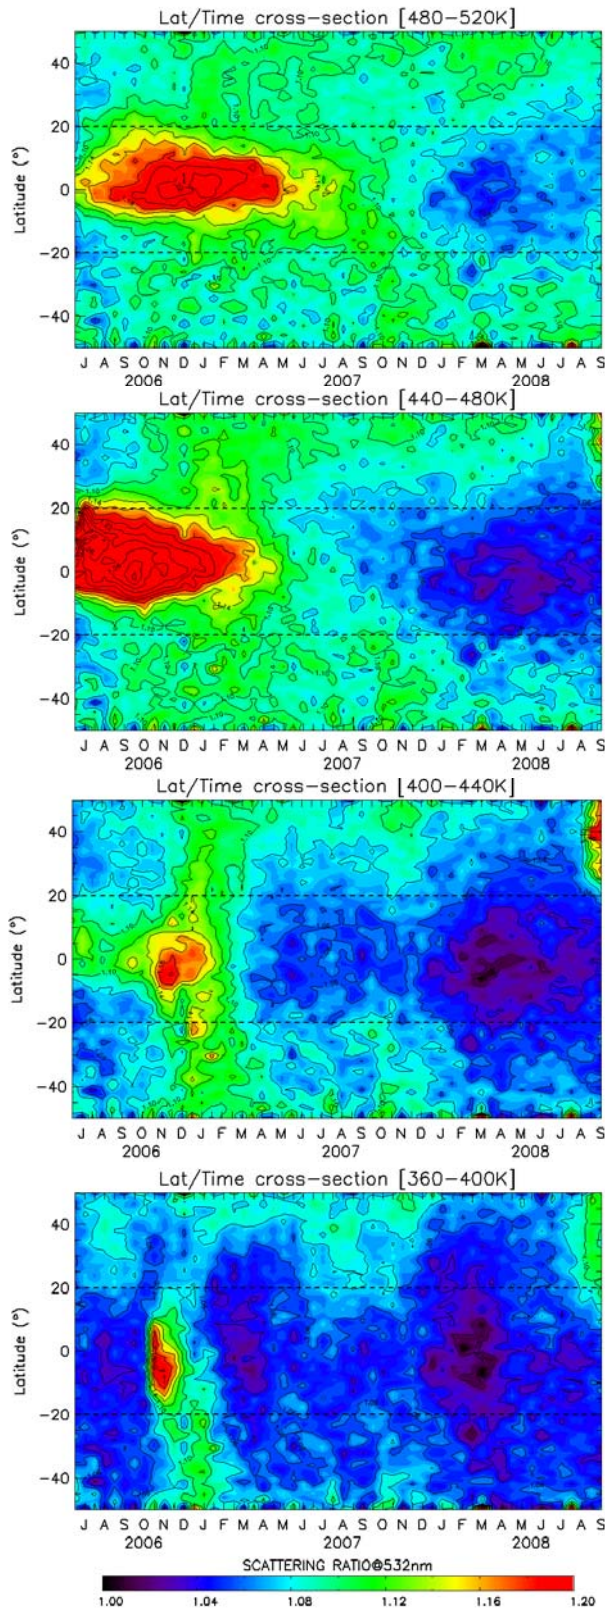 Lat/Time cross-section [480-520K]
Latitude (°)
40
20
0
-20
-40
J A S O N D J F M A M J J A S O N D J F M A M J J A S
2006 2007 2008
Lat/Time cross-section [440-480K]
Latitude (°)
40
20
0
-20
-40
J A S O N D J F M A M J J A S O N D J F M A M J J A S
2006 2007 2008
Lat/Time cross-section [400-440K]
Latitude (°)
40
20
0
-20
-40
J A S O N D J F M A M J J A S O N D J F M A M J J A S
2006 2007 2008
Lat/Time cross-section [360-400K]
Latitude (°)
40
20
0
-20
-40
J A S O N D J F M A M J J A S O N D J F M A M J J A S
2006 2007 2008
SCATTERING RATIO@532nm
1.00 1.04 1.08 1.12 1.16 1.20